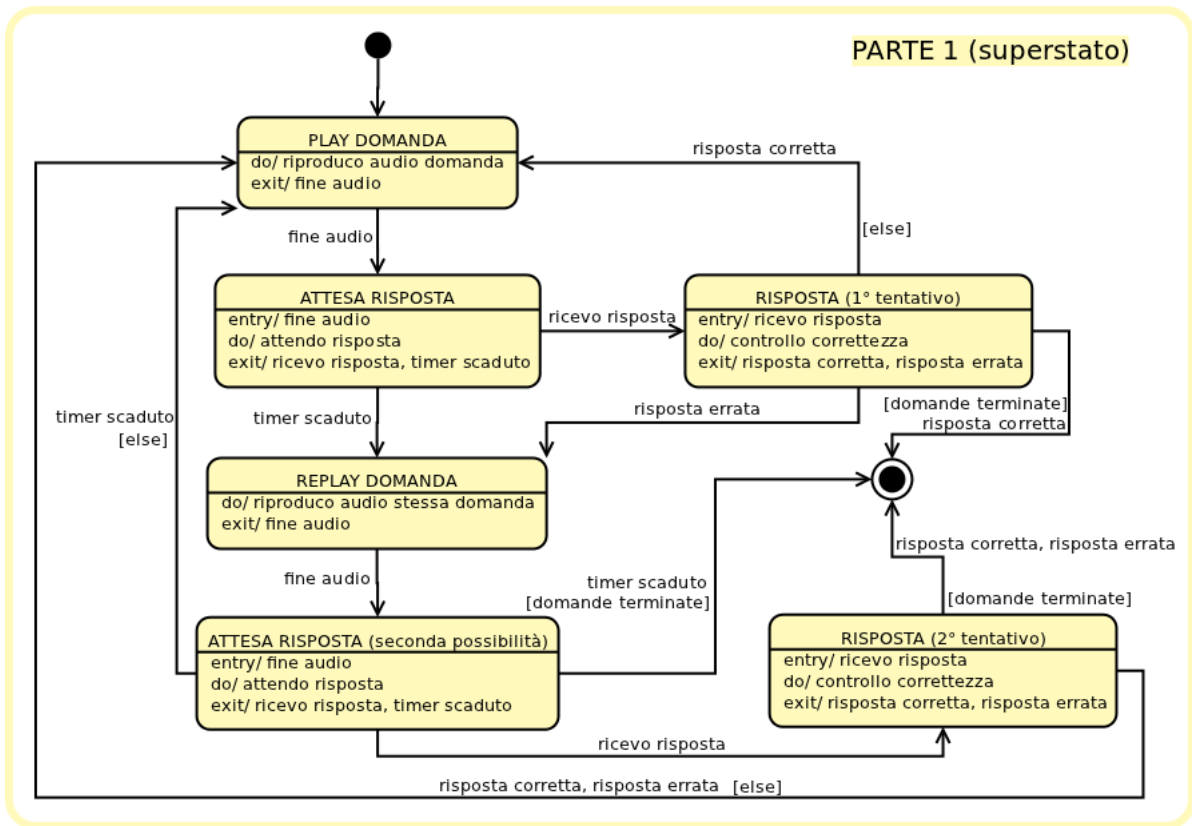 PARTE 1 (superstato)
PLAY DOMANDA
do/ riproduco audio domanda
exit/ fine audio
risposta corretta
[else]
fine audio
ATTESA RISPOSTA
entry/ fine audio
do/ attendo risposta
exit/ ricevo risposta, timer scaduto
ricevo risposta
RISPOSTA (1° tentativo)
entry/ ricevo risposta
do/ controllo correttezza
exit/ risposta corretta, risposta errata
timer scaduto
[else]
timer scaduto
risposta errata
[domande terminate]
risposta corretta
REPLAY DOMANDA
do/ riproduco audio stessa domanda
exit/ fine audio
fine audio
timer scaduto
[domande terminate]
risposta corretta, risposta errata
[domande terminate]
ATTESA RISPOSTA (seconda possibilità)
entry/ fine audio
do/ attendo risposta
exit/ ricevo risposta, timer scaduto
RISPOSTA (2° tentativo)
entry/ ricevo risposta
do/ controllo correttezza
exit/ risposta corretta, risposta errata
ricevo risposta
risposta corretta, risposta errata [else]